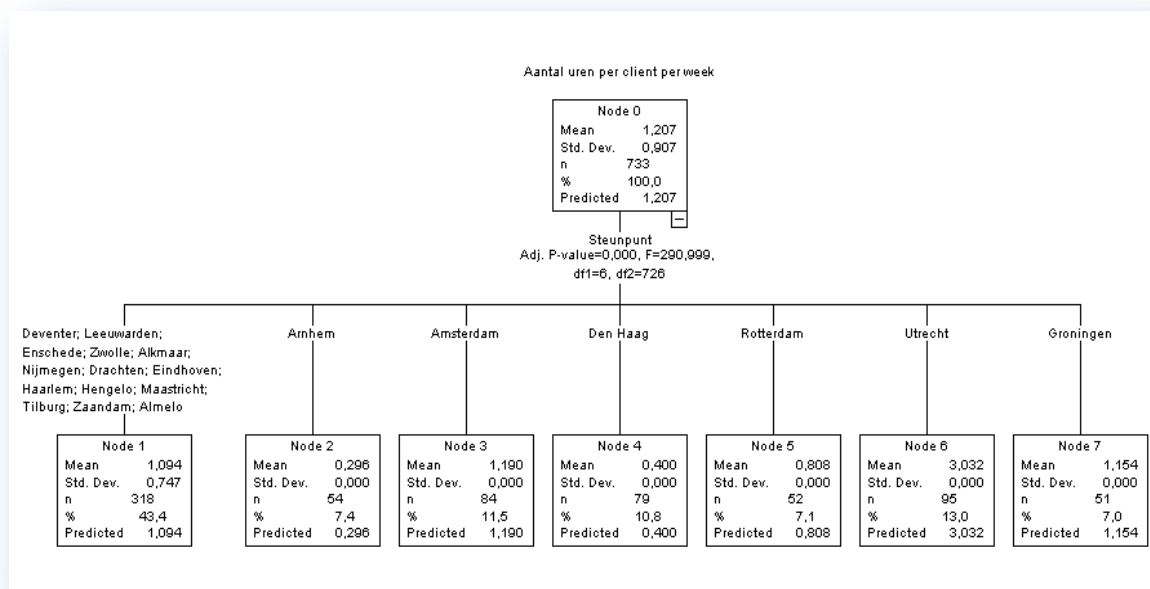 Aantal uren per client per week
Node 0
Mean 1,207
Std. Dev. 0,907
n 733
% 100,0
Predicted 1,207
Steunpunt
Adj. P-value=0,000, F=290,999,
df1=6, df2=726
Deventer; Leeuwarden;
Enschede; Zwolle; Alkmaar;
Nijmegen; Drachten; Eindhoven;
Haarlem; Hengelo; Maastricht;
Tilburg; Zaandam; Almelo
Node 1
Mean 1,094
Std. Dev. 0,747
n 318
% 43,4
Predicted 1,094
Arnhem
Node 2
Mean 0,296
Std. Dev. 0,000
n 54
% 7,4
Predicted 0,296
Amsterdam
Node 3
Mean 1,190
Std. Dev. 0,000
n 84
% 11,5
Predicted 1,190
Den Haag
Node 4
Mean 0,400
Std. Dev. 0,000
n 79
% 10,8
Predicted 0,400
Rotterdam
Node 5
Mean 0,808
Std. Dev. 0,000
n 52
% 7,1
Predicted 0,808
Utrecht
Node 6
Mean 3,032
Std. Dev. 0,000
n 95
% 13,0
Predicted 3,032
Groningen
Node 7
Mean 1,154
Std. Dev. 0,000
n 51
% 7,0
Predicted 1,154